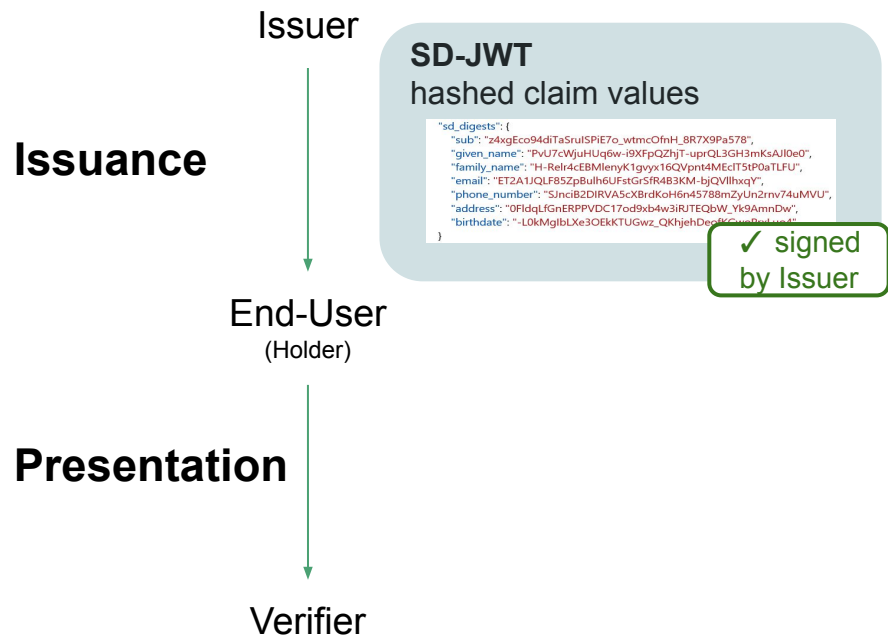 Issuer
SD-JWT
hashed claim values
"sd_digests": {
"sub": "z4xgEco94diTaSruISPiE7o_wtmcOfnH_8R7X9Pa578",
"given_name": "PvU7cWjuHUq6w-i9XFpQZhjT-uprQL3GH3mKsAJl0e0",
"family_name": "H-Relr4cEBMlenyK1gvyx16QVpnt4MEclT5tP0aTLFU",
"email": "ET2A1JQLF85ZpBulh6UFstGrSfR4B3KM-bjQVllhxqY",
"phone_number": "SJnciB2DIRVA5cXBrdKoH6n45788mZyUn2rnv74uMVU",
"address": "0FldqLfGnERPPVDC17od9xb4w3iRJTEQbW_Yk9AmnDw",
"birthdate":
}
✓ signed
by Issuer
Issuance
End-User
(Holder)
Presentation
Verifier